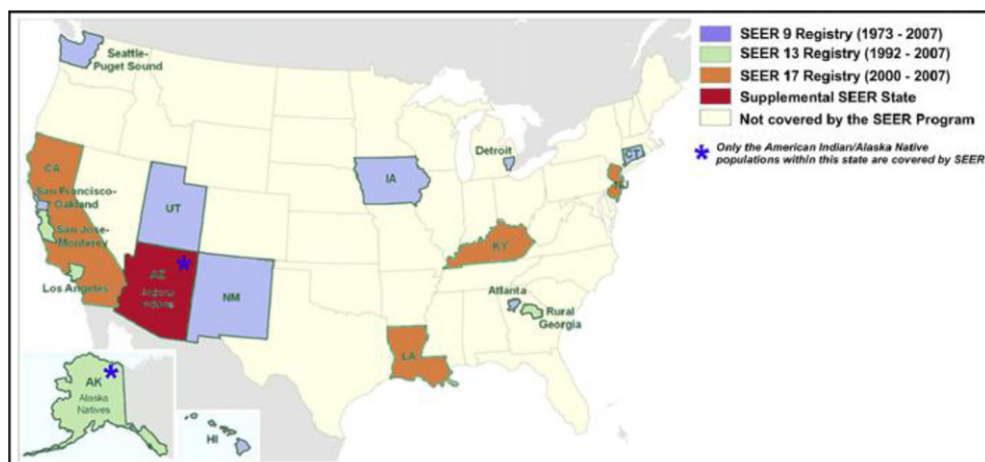 SEER 9 Registry (1973 - 2007)
SEER 13 Registry (1992 - 2007)
SEER 17 Registry (2000 - 2007)
Supplemental SEER State
Not covered by the SEER Program
* Only the American Indian/Alaska Native
populations within this state are covered by SEER
Seattle-
Puget Sound
CA
San Francisco-
Oakland
San Jose-
Monterey
Los Angeles
UT
AZ
Arizona
Indians
*
NM
IA
Detroit
CT
NJ
KY
Atlanta
Rural
Georgia
LA
AK
*
Alaska
Natives
HI